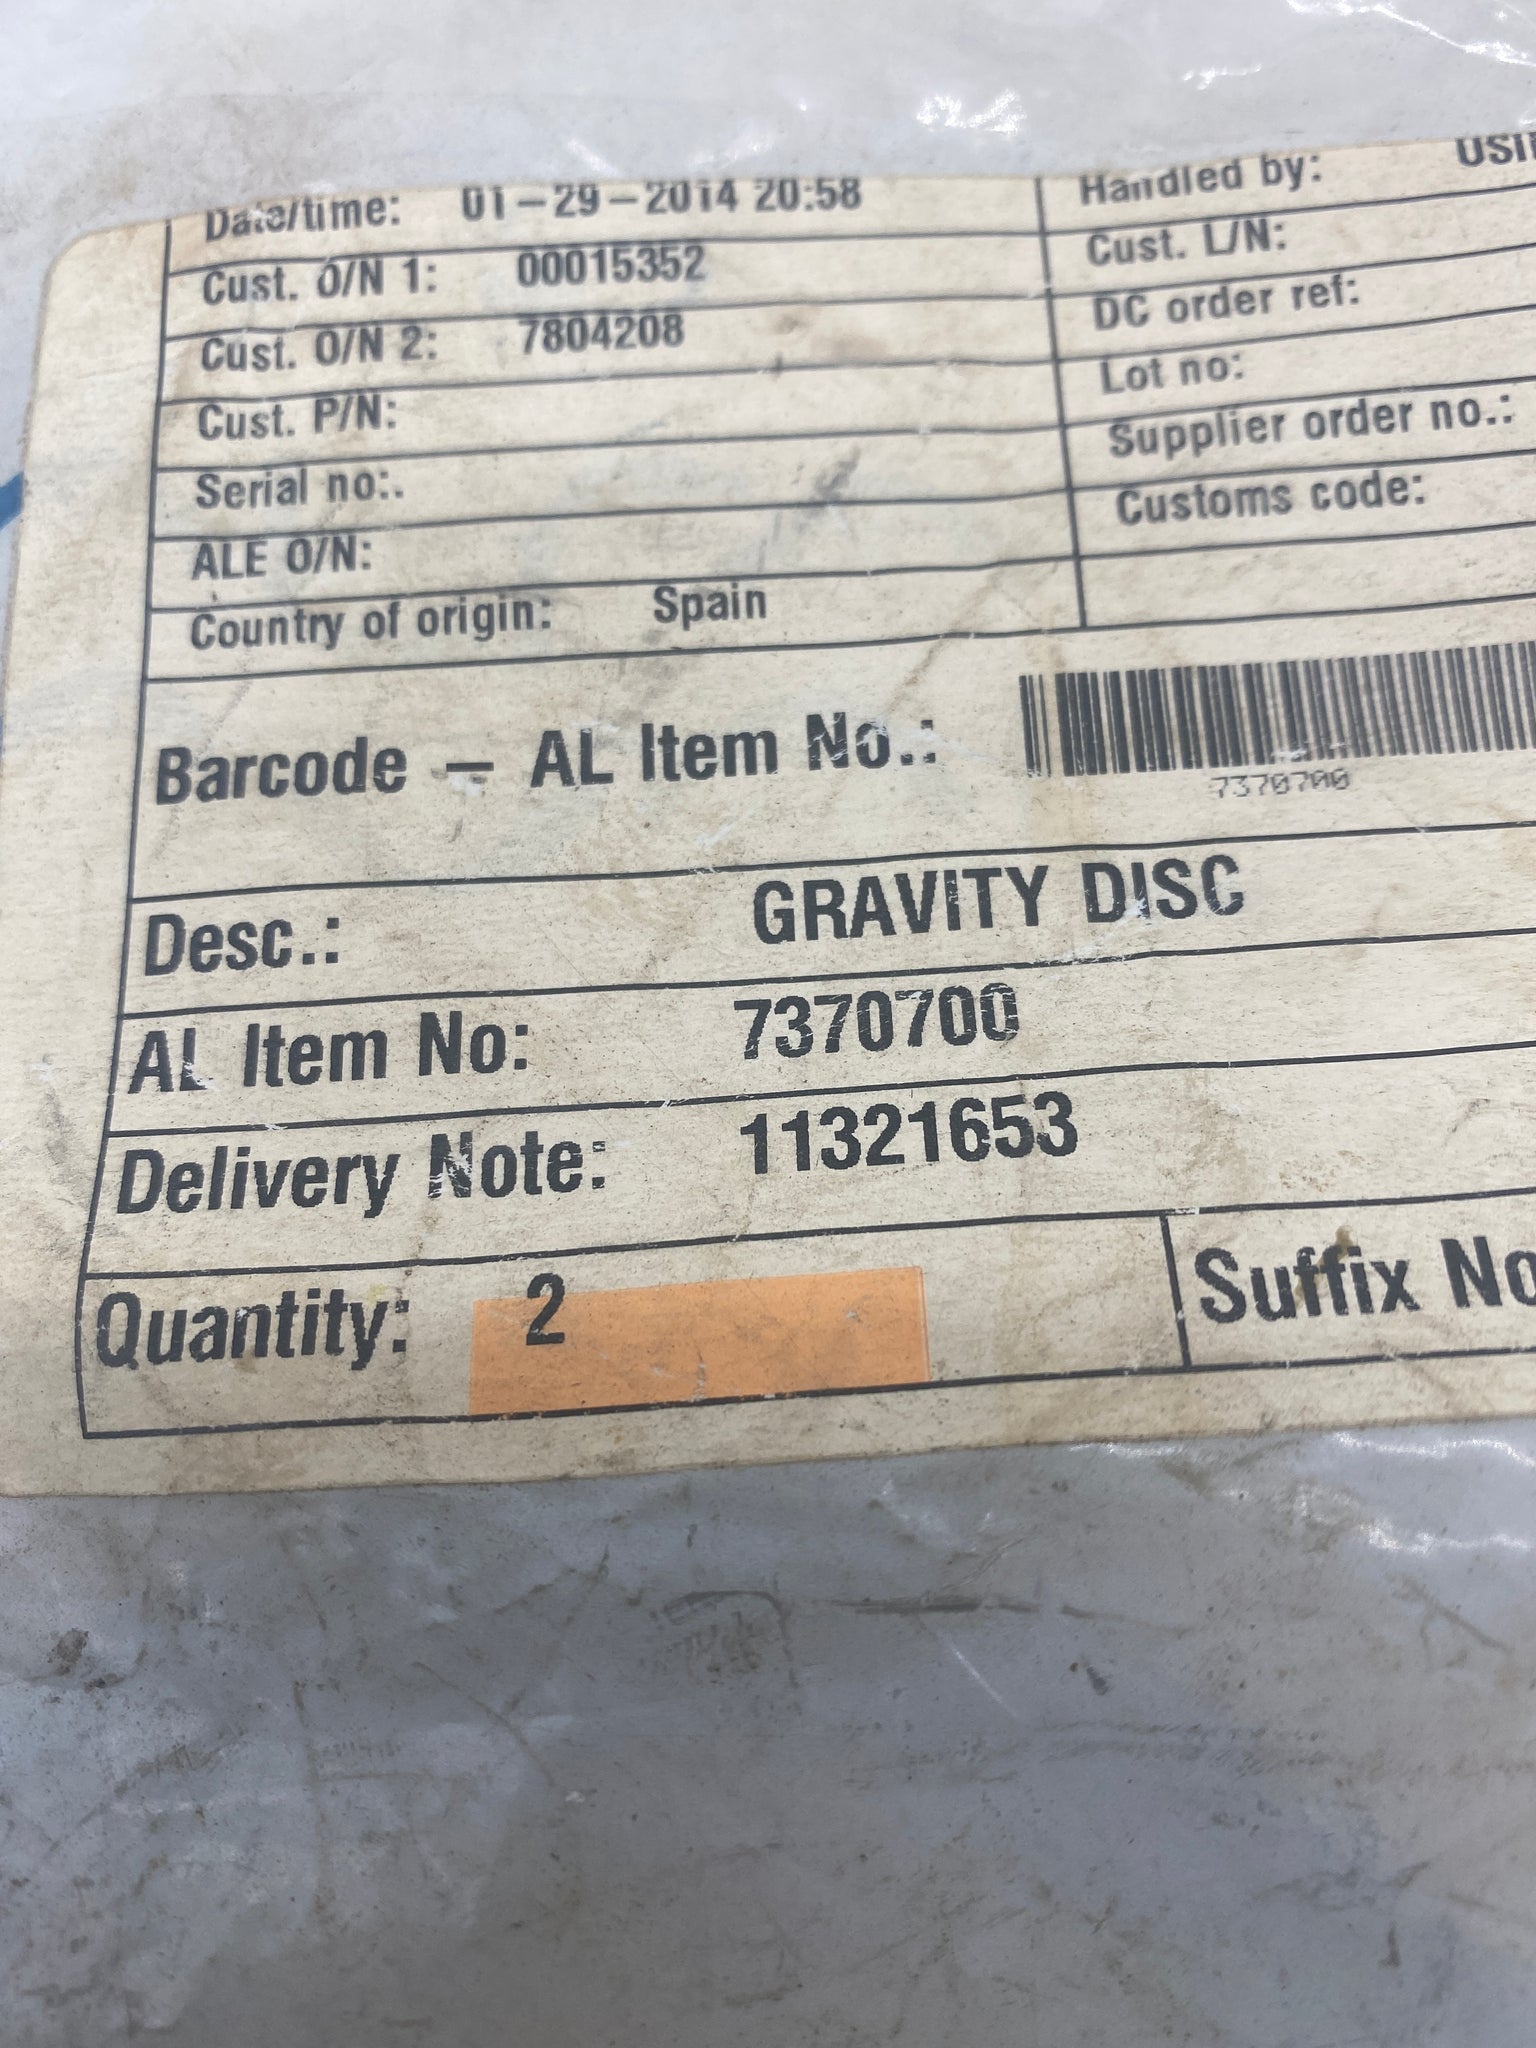 Date/time: 01-29-2014 20:58 Handled by:
Cust. O/N 1: 00015352 Cust. L/N:
Cust. O/N 2: 7804208 DC order ref:
Cust. P/N: Lot no:
Serial no:. Supplier order no.:
ALE O/N: Customs code:
Country of origin: Spain
Barcode - AL Item No.:
7370700
Desc.: GRAVITY DISC
AL Item No: 7370700
Delivery Note: 11321653
Quantity: 2 Suffix No